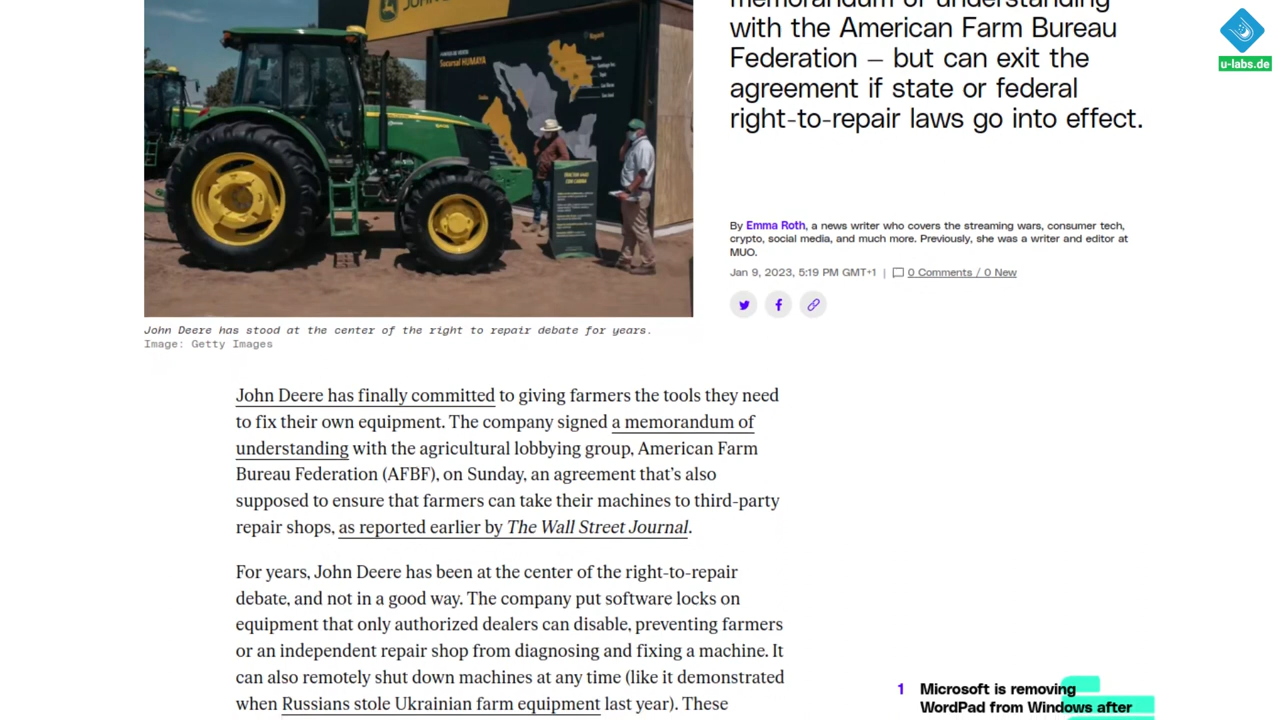 JOHN
Sucursal HUMAYA
Nayarit
memorandum of understanding
with the American Farm Bureau
Federation – but can exit the
agreement if state or federal
right-to-repair laws go into effect.
u-labs.de
By Emma Roth, a news writer who covers the streaming wars, consumer tech,
crypto, social media, and much more. Previously, she was a writer and editor at
MUO.
Jan 9, 2023, 5:19 PM GMT+1 | 0 Comments / 0 New
John Deere has stood at the center of the right to repair debate for years.
Image: Getty Images
John Deere has finally committed to giving farmers the tools they need
to fix their own equipment. The company signed a memorandum of
understanding with the agricultural lobbying group, American Farm
Bureau Federation (AFBF), on Sunday, an agreement that’s also
supposed to ensure that farmers can take their machines to third-party
repair shops, as reported earlier by The Wall Street Journal.
For years, John Deere has been at the center of the right-to-repair
debate, and not in a good way. The company put software locks on
equipment that only authorized dealers can disable, preventing farmers
or an independent repair shop from diagnosing and fixing a machine. It
can also remotely shut down machines at any time (like it demonstrated
when Russians stole Ukrainian farm equipment last year). These
1 Microsoft is removing
WordPad from Windows after